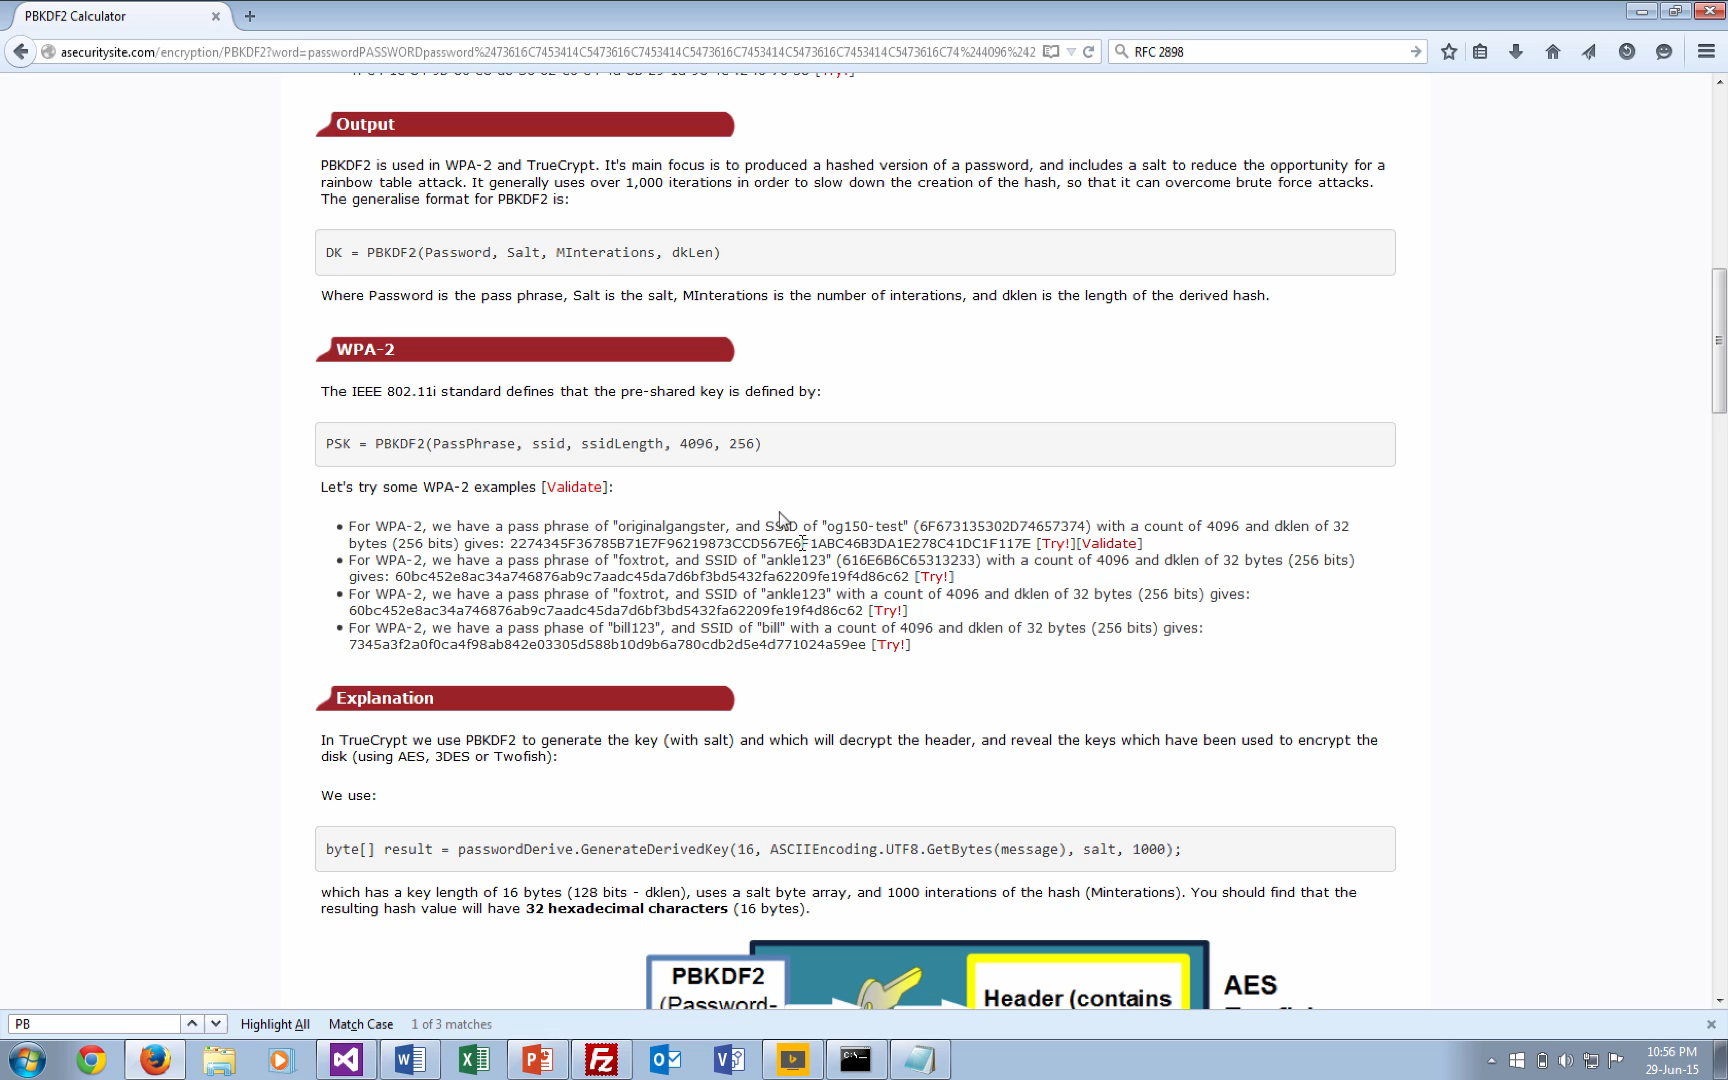 PBKDF2 Calculator
asecuritysite.com/encryption/PBKDF2?word=passwordPASSWORDpassword%2473616C7453414C5473616C7453414C5473616C7453414C5473616C7453414C5473616C74%244096%242
RFC 2898
[Try!]
Output
PBKDF2 is used in WPA-2 and TrueCrypt. It's main focus is to produced a hashed version of a password, and includes a salt to reduce the opportunity for a
rainbow table attack. It generally uses over 1,000 iterations in order to slow down the creation of the hash, so that it can overcome brute force attacks.
The generalise format for PBKDF2 is:
DK = PBKDF2(Password, Salt, MInterations, dkLen)
Where Password is the pass phrase, Salt is the salt, MInterations is the number of interations, and dklen is the length of the derived hash.
WPA-2
The IEEE 802.11i standard defines that the pre-shared key is defined by:
PSK = PBKDF2(PassPhrase, ssid, ssidLength, 4096, 256)
Let's try some WPA-2 examples [Validate]:
For WPA-2, we have a pass phrase of "originalgangster, and SSID of "og150-test" (6F673135302D74657374) with a count of 4096 and dklen of 32
bytes (256 bits) gives: 2274345F36785B71E7F96219873CCD567E6F1ABC46B3DA1E278C41DC1F117E [Try!][Validate]
For WPA-2, we have a pass phrase of "foxtrot, and SSID of "ankle123" (616E6B6C65313233) with a count of 4096 and dklen of 32 bytes (256 bits)
gives: 60bc452e8ac34a746876ab9c7aadc45da7d6bf3bd5432fa62209fe19f4d86c62 [Try!]
For WPA-2, we have a pass phrase of "foxtrot, and SSID of "ankle123" with a count of 4096 and dklen of 32 bytes (256 bits) gives:
60bc452e8ac34a746876ab9c7aadc45da7d6bf3bd5432fa62209fe19f4d86c62 [Try!]
For WPA-2, we have a pass phase of "bill123", and SSID of "bill" with a count of 4096 and dklen of 32 bytes (256 bits) gives:
7345a3f2a0f0ca4f98ab842e03305d588b10d9b6a780cdb2d5e4d771024a59ee [Try!]
Explanation
In TrueCrypt we use PBKDF2 to generate the key (with salt) and which will decrypt the header, and reveal the keys which have been used to encrypt the
disk (using AES, 3DES or Twofish):
We use:
byte[] result = passwordDerive.GenerateDerivedKey(16, ASCIIEncoding.UTF8.GetBytes(message), salt, 1000);
which has a key length of 16 bytes (128 bits - dklen), uses a salt byte array, and 1000 interations of the hash (Minterations). You should find that the
resulting hash value will have 32 hexadecimal characters (16 bytes).
PBKDF2
(Password-
Header (contains
AES
PB
Highlight All
Match Case
1 of 3 matches
10:56 PM
29-Jun-15